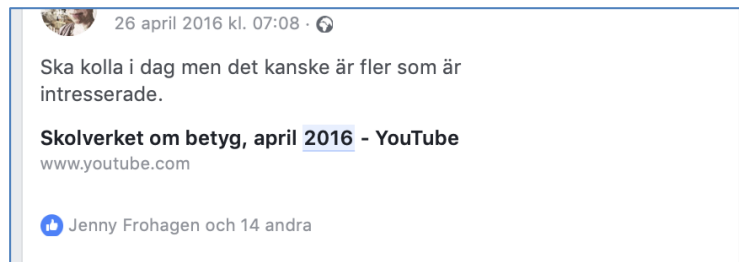 26 april 2016 kl. 07:08 ·
Ska kolla i dag men det kanske är fler som är
intresserade.
Skolverket om betyg, april 2016 - YouTube
www.youtube.com
Jenny Frohagen och 14 andra